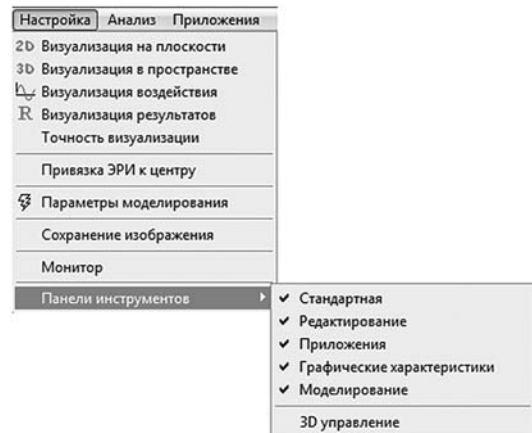 Настройка Анализ Приложения
2D Визуализация на плоскости
3D Визуализация в пространстве
Визуализация воздействия
R Визуализация результатов
Точность визуализации
Привязка ЭРИ к центру
Параметры моделирования
Сохранение изображения
Монитор
Панели инструментов
Стандартная
Редактирование
Приложения
Графические характеристики
Моделирование
3D управление